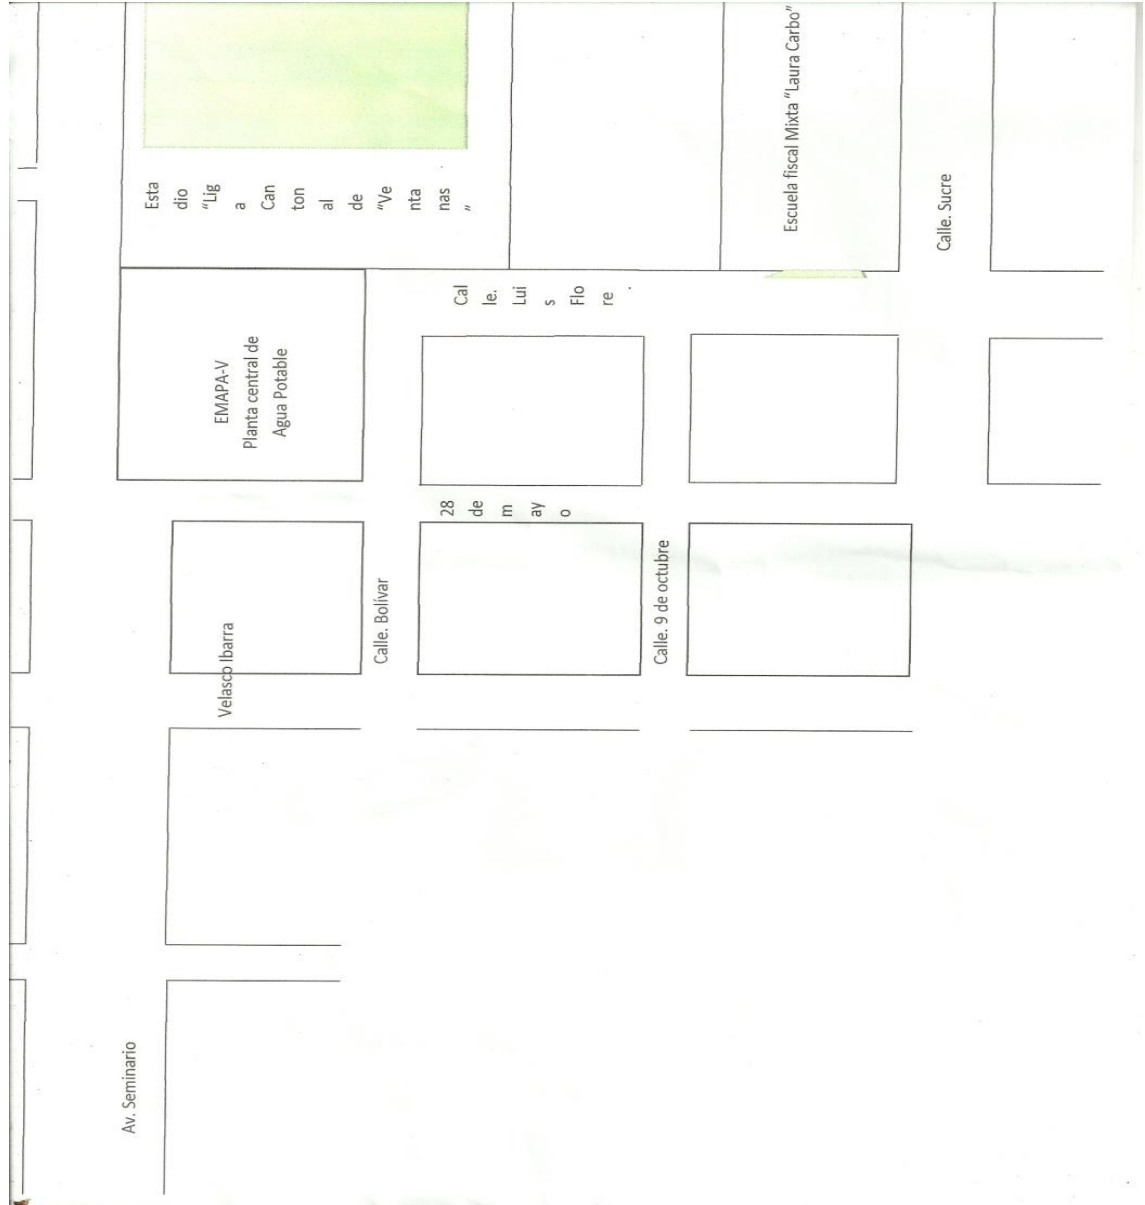 Esta
dio
"Lig
a
Can
ton
al
de
"Ve
nta
nas
"
Escuela fiscal Mixta "Laura Carbo"
Calle. Sucre
Cal
le.
Lui
s
Flo
re
.
EMAPA-V
Planta central de
Agua Potable
28
de
m
ay
o
Calle. Bolívar
Calle. 9 de octubre
Velasco Ibarra
Av. Seminario